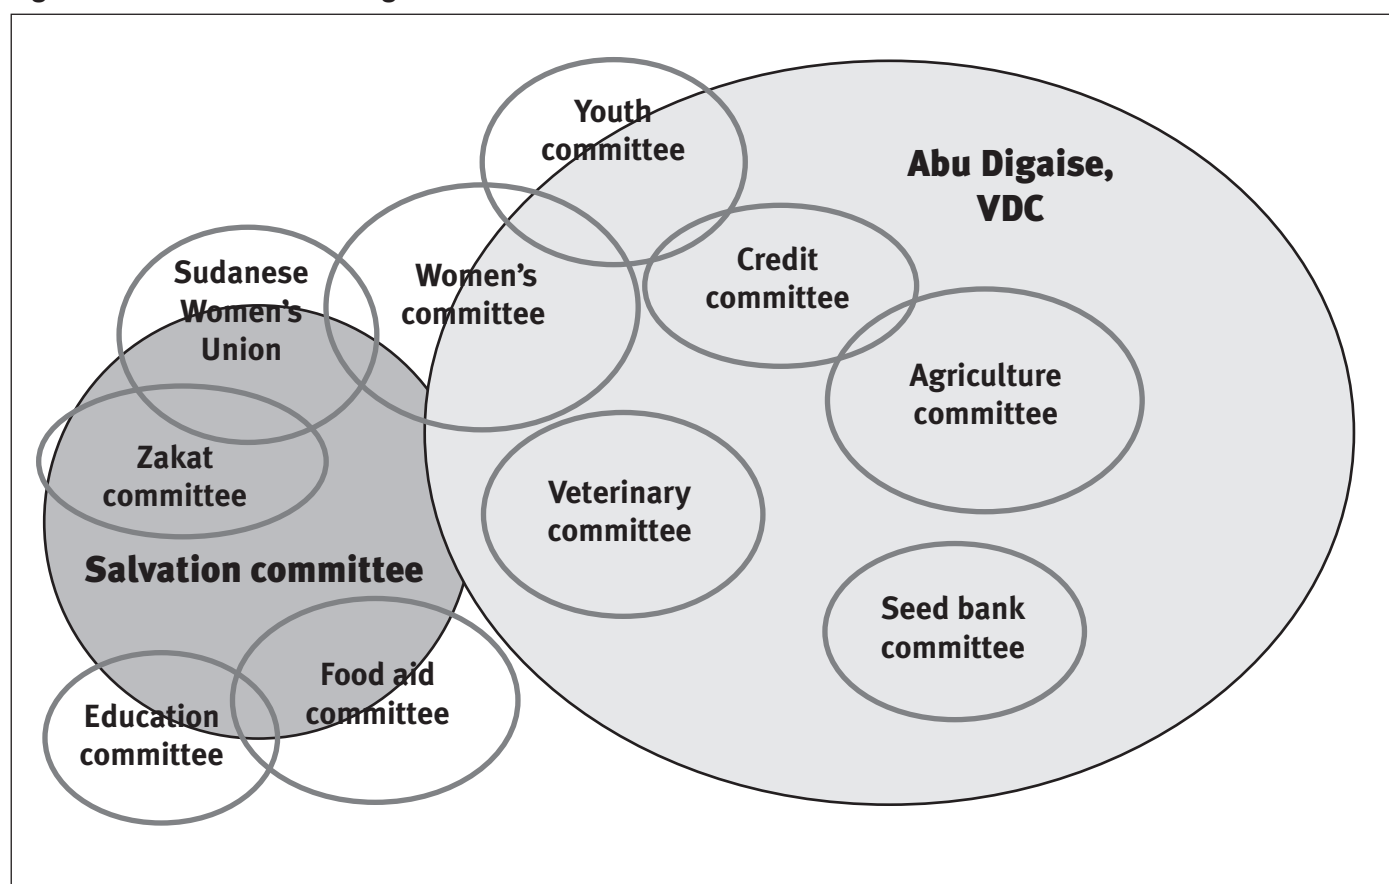 Youth
committee
Abu Digaise,
VDC
Sudanese
Women's
Union
Women's
committee
Credit
committee
Agriculture
committee
Zakat
committee
Veterinary
committee
Salvation committee
Seed bank
committee
Food aid
committee
Education
committee